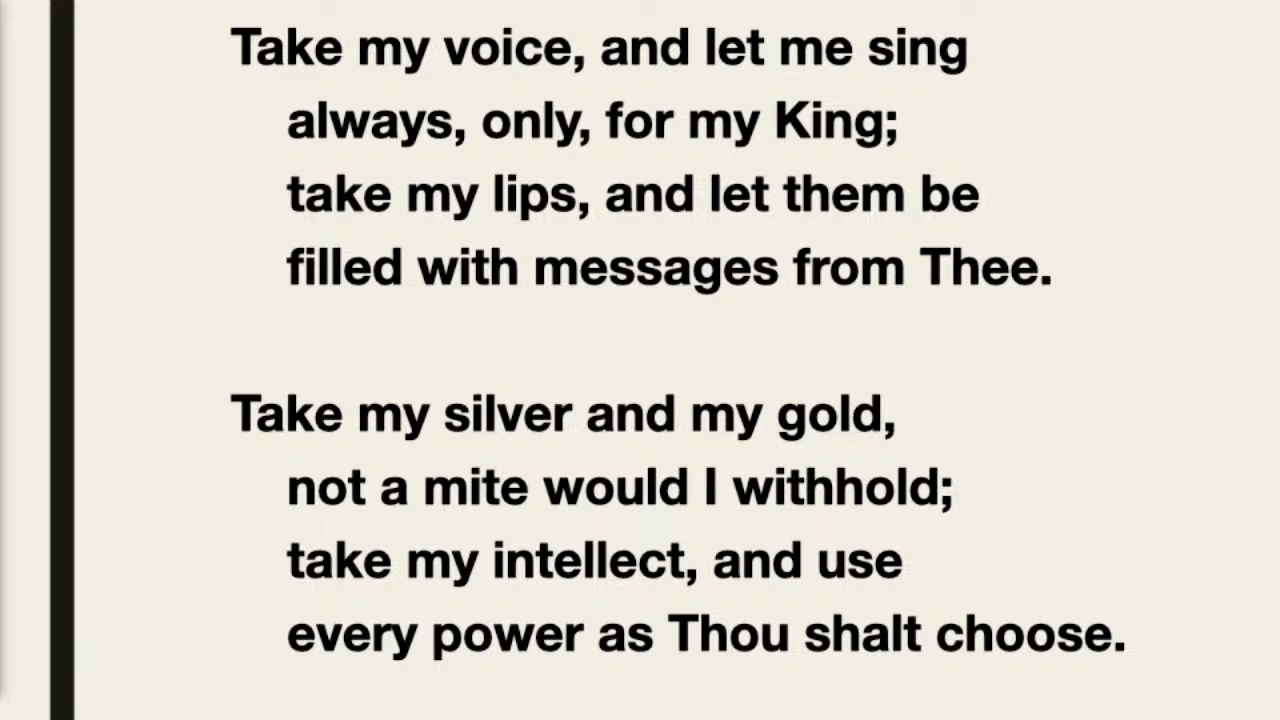 Take my voice, and let me sing
always, only, for my King;
take my lips, and let them be
filled with messages from Thee.
Take my silver and my gold,
not a mite would I withhold;
take my intellect, and use
every power as Thou shalt choose.